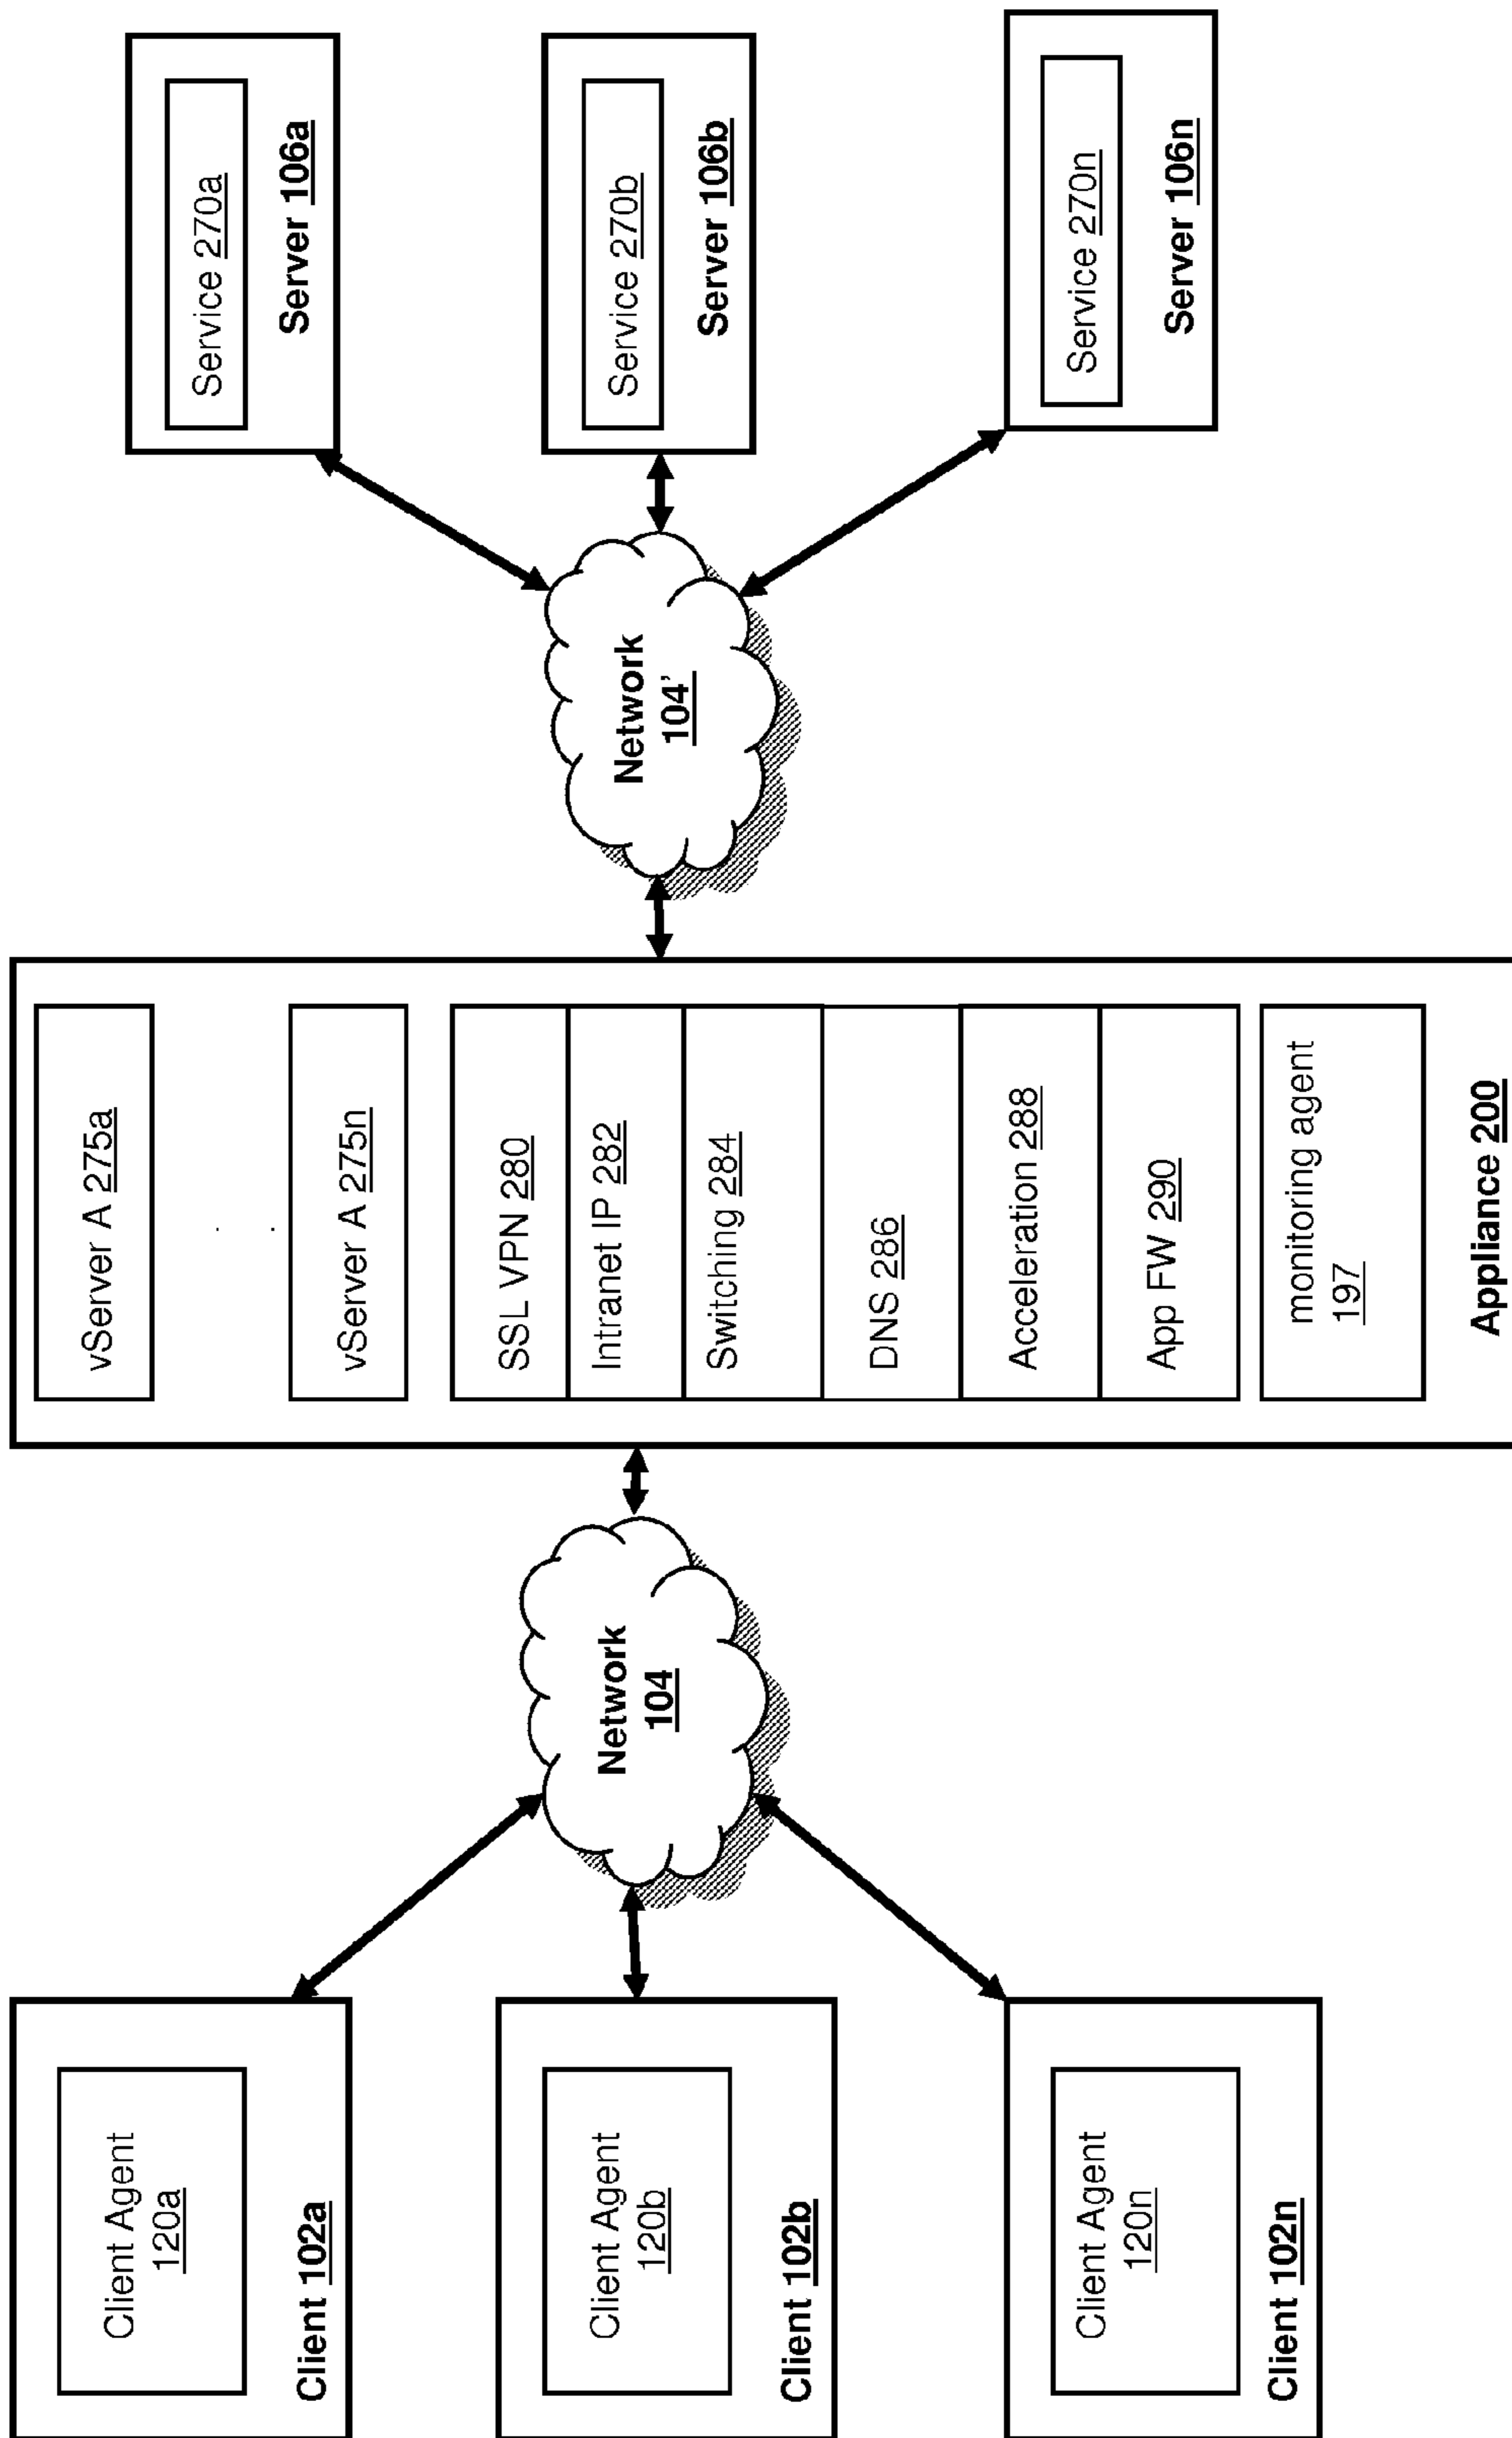 Client Agent
120a
Client 102a
Client Agent
120b
Client 102b
Client Agent
120n
Client 102n
Network
104
vServer A 275a
vServer A 275n
SSL VPN 280
Intranet IP 282
Switching 284
DNS 286
Acceleration 288
App FW 290
monitoring agent
197
Appliance 200
Network
104’
Service 270a
Server 106a
Service 270b
Server 106b
Service 270n
Server 106n